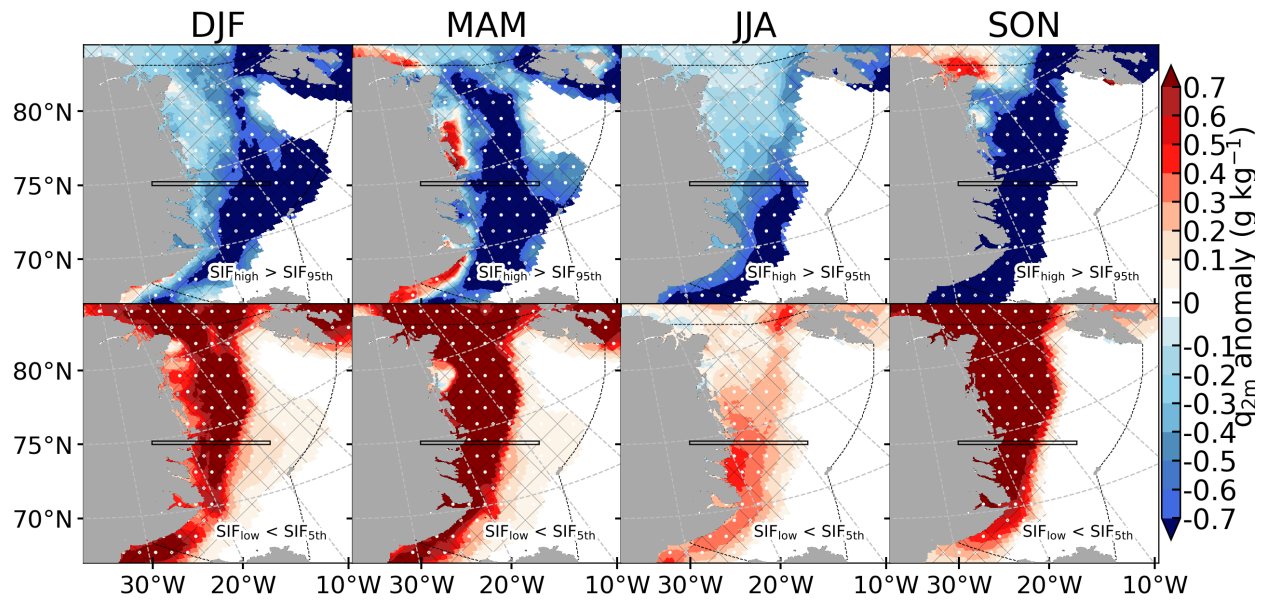 DJF MAM JJA SON
80°N
75°N
70°N
SIF_high > SIF_95th SIF_high > SIF_95th SIF_high > SIF_95th SIF_high > SIF_95th
80°N
75°N
70°N
SIF_low < SIF_5th SIF_low < SIF_5th SIF_low < SIF_5th SIF_low < SIF_5th
30°W 20°W 10°W 30°W 20°W 10°W 30°W 20°W 10°W 30°W 20°W 10°W
0.7
0.6
0.5
0.4
0.3
0.2
0.1
0
-0.1
-0.2
-0.3
-0.4
-0.5
-0.6
-0.7
q2m anomaly (g kg⁻¹)